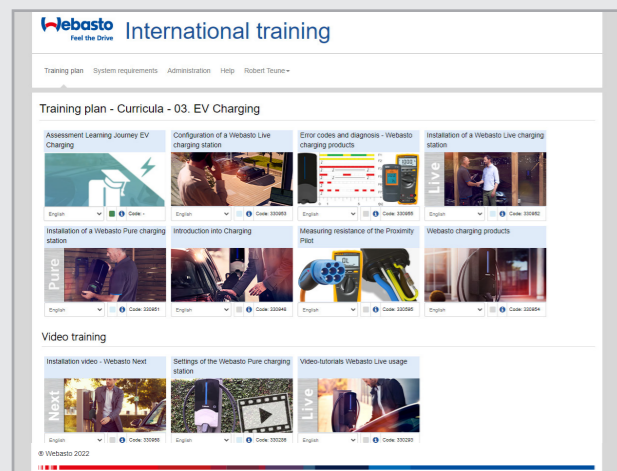 Webasto
Feel the Drive
International training
Training plan System requirements Administration Help Robert Teune
Training plan - Curricula - 03. EV Charging
Assessment Learning Journey EV
Charging
English Code: -
Configuration of a Webasto Live
charging station
English Code: 330953
Error codes and diagnosis - Webasto
charging products
English Code: 330955
Installation of a Webasto Live charging
station
Live
English Code: 330952
Installation of a Webasto Pure charging
station
Pure
English Code: 330951
Introduction into Charging
English Code: 330946
Measuring resistance of the Proximity
Pilot
English Code: 330595
Webasto charging products
English Code: 330954
Video training
Installation video - Webasto Next
Next
English Code: 330958
Settings of the Webasto Pure charging
station
English Code: 330286
Video-tutorials Webasto Live usage
Live
English Code: 330293
® Webasto 2022